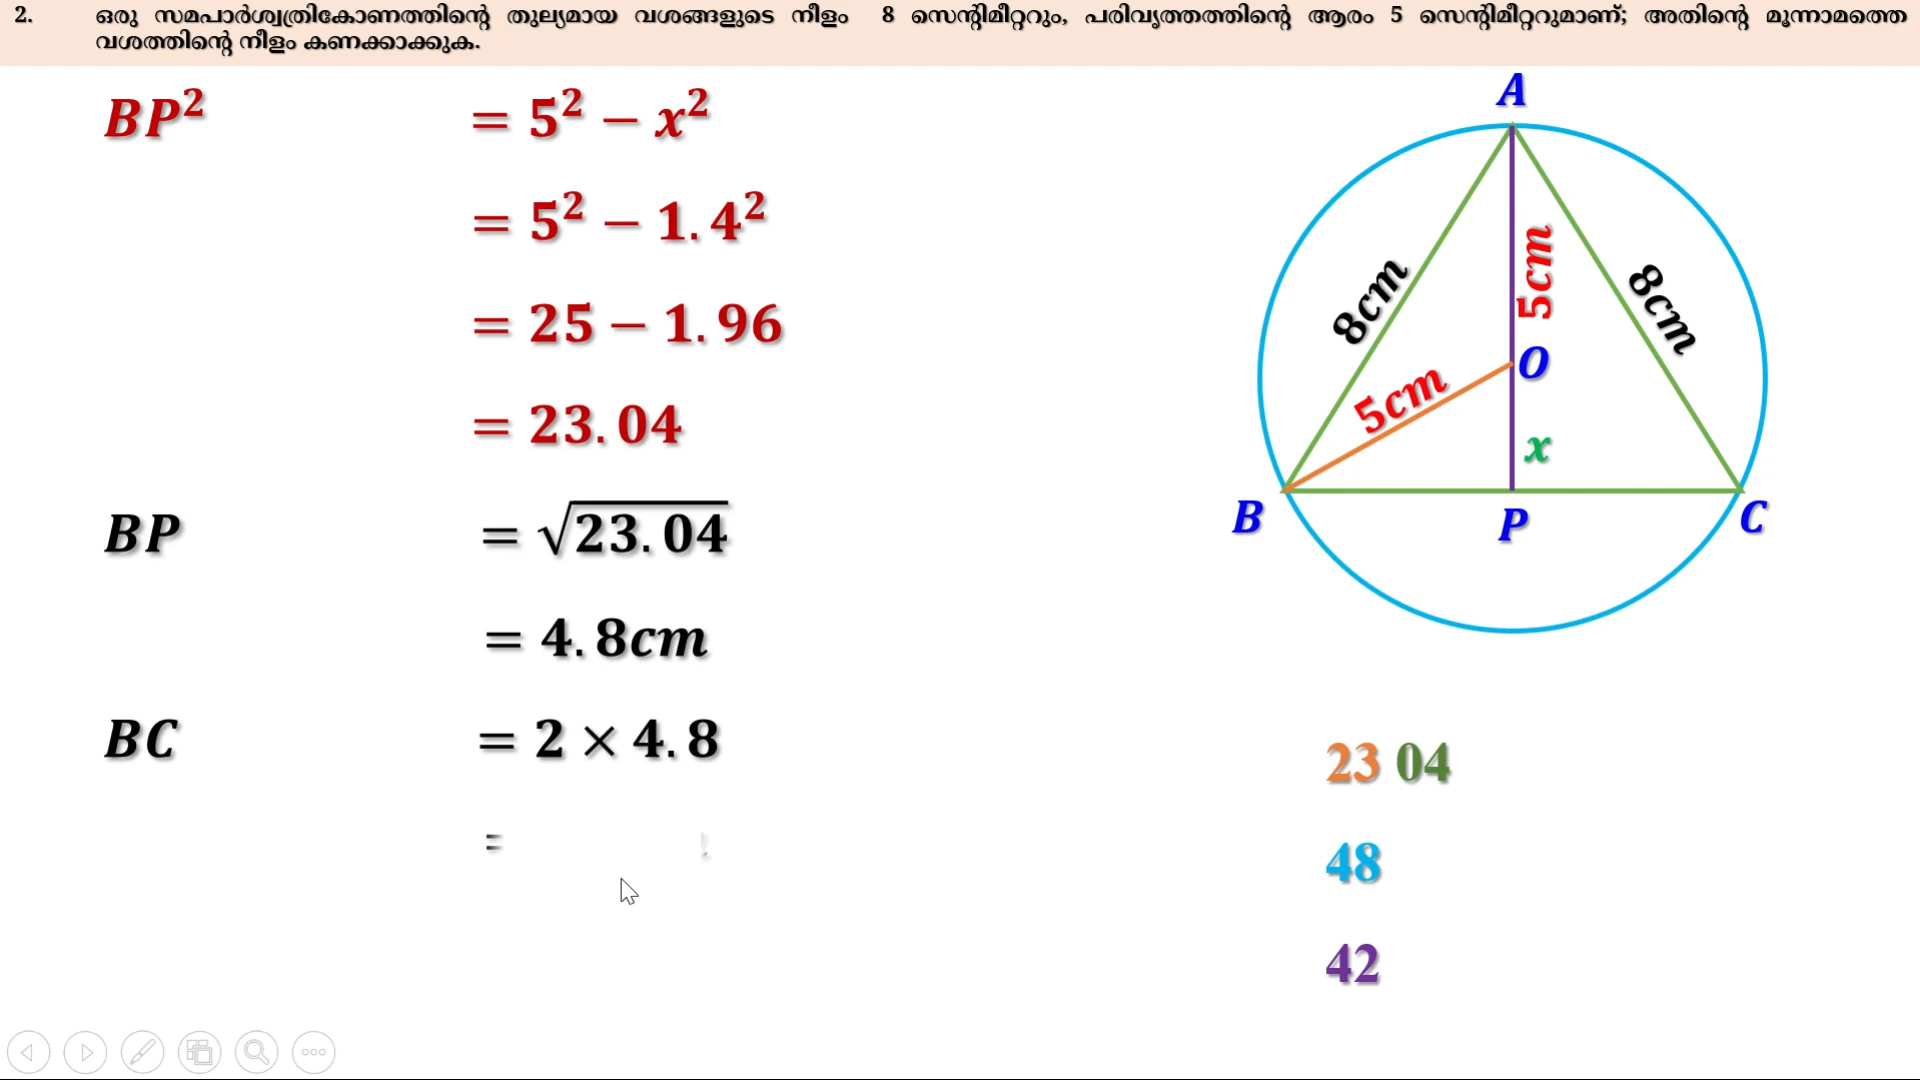 2. ഒരു സമപാർശ്വത്രികോണത്തിന്റെ തുല്യമായ വശങ്ങളുടെ നീളം 8 സെന്റിമീറ്ററും, പരിവൃത്തത്തിന്റെ ആരം 5 സെന്റിമീറ്ററുമാണ്; അതിന്റെ മൂന്നാമത്തെ
വശത്തിന്റെ നീളം കണക്കാക്കുക.
BP² = 5² − x²
= 5² − 1.4²
= 25 − 1.96
= 23.04
BP = √23.04
= 4.8cm
BC = 2 × 4.8
=
A
8cm
5cm
8cm
O
5cm
x
B
P
C
23 04
48
42